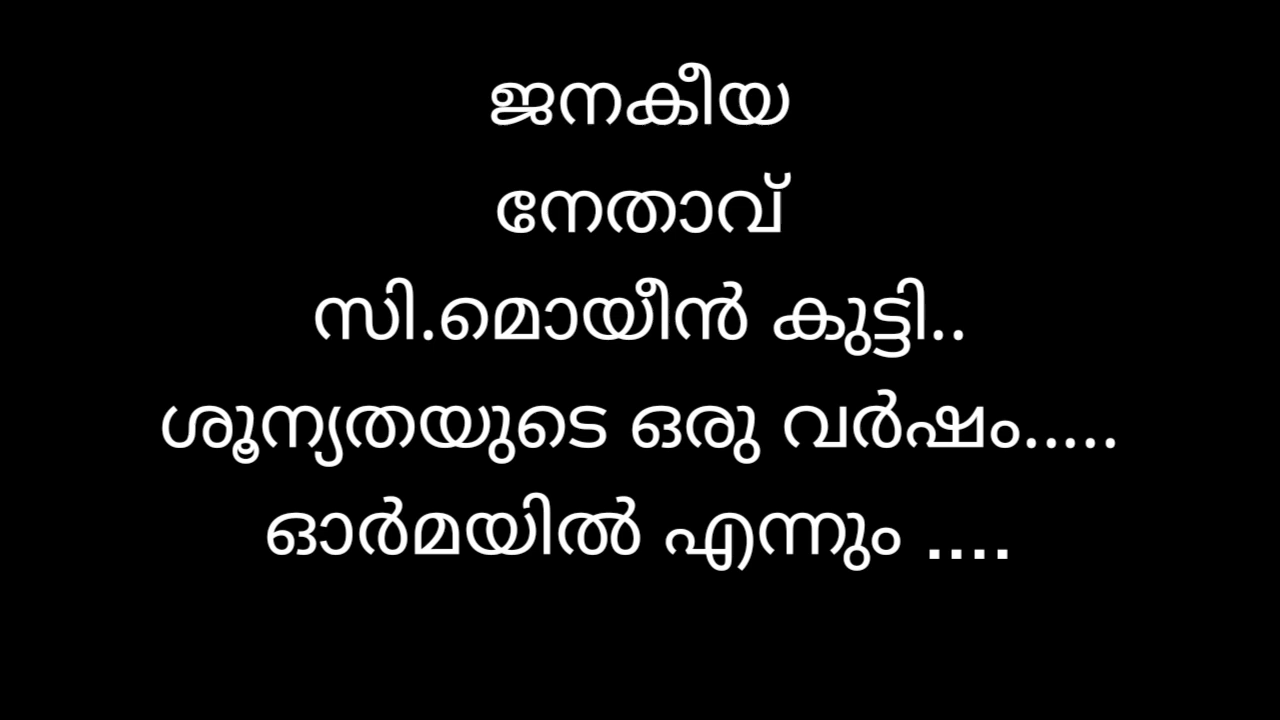 ജനകീയ
നേതാവ്
സി.മൊയീൻ കുട്ടി..
ശൂന്യതയുടെ ഒരു വർഷം.....
ഓർമയിൽ എന്നും ....